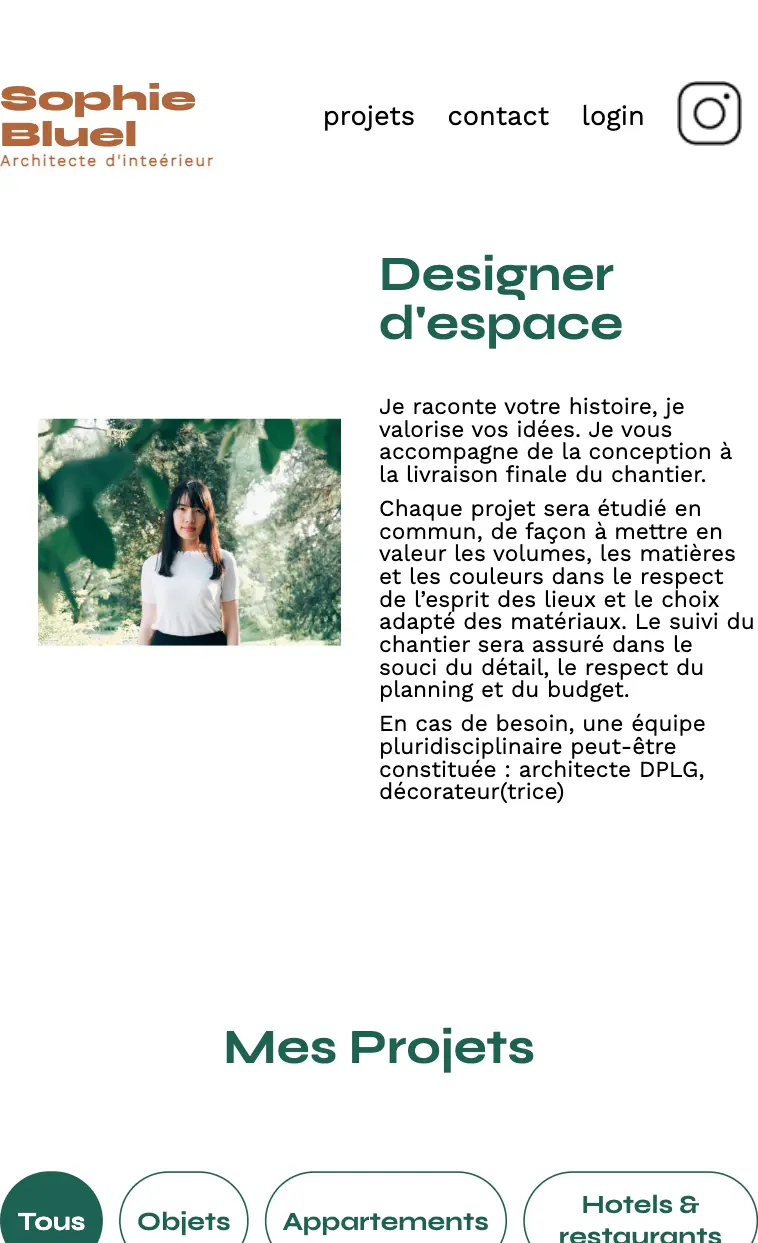 Sophie
Bluel
Architecte d'inteérieur
projets
contact
login
Designer
d'espace
Je raconte votre histoire, je
valorise vos idées. Je vous
accompagne de la conception à
la livraison finale du chantier.
Chaque projet sera étudié en
commun, de façon à mettre en
valeur les volumes, les matières
et les couleurs dans le respect
de l’esprit des lieux et le choix
adapté des matériaux. Le suivi du
chantier sera assuré dans le
souci du détail, le respect du
planning et du budget.
En cas de besoin, une équipe
pluridisciplinaire peut-être
constituée : architecte DPLG,
décorateur(trice)
Mes Projets
Tous
Objets
Appartements
Hotels &
restaurants